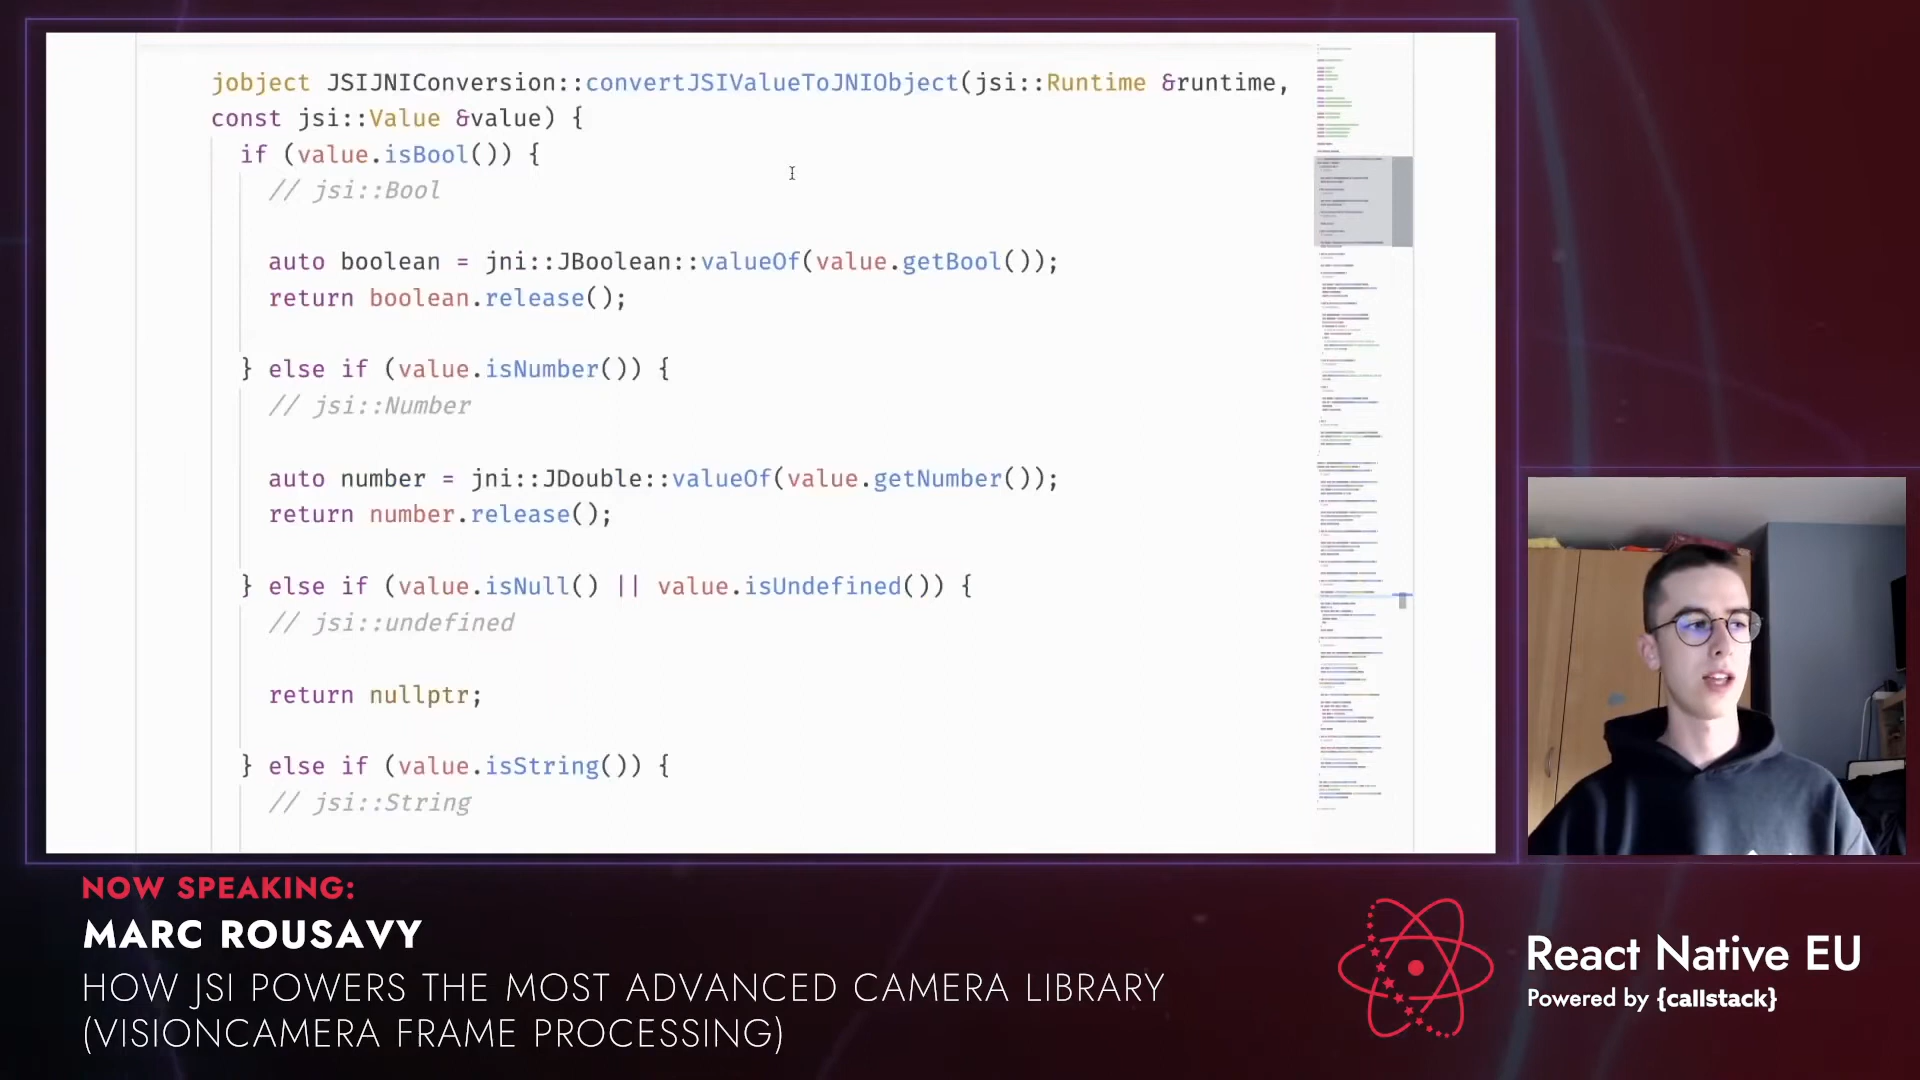 jobject JSIJNIConversion::convertJSIValueToJNIObject(jsi::Runtime &runtime,
const jsi::Value &value) {
if (value.isBool()) {
// jsi::Bool
auto boolean = jni::JBoolean::valueOf(value.getBool());
return boolean.release();
} else if (value.isNumber()) {
// jsi::Number
auto number = jni::JDouble::valueOf(value.getNumber());
return number.release();
} else if (value.isNull() || value.isUndefined()) {
// jsi::undefined
return nullptr;
} else if (value.isString()) {
// jsi::String
NOW SPEAKING:
MARC ROUSAVY
HOW JSI POWERS THE MOST ADVANCED CAMERA LIBRARY
(VISIONCAMERA FRAME PROCESSING)
React Native EU
Powered by {callstack}